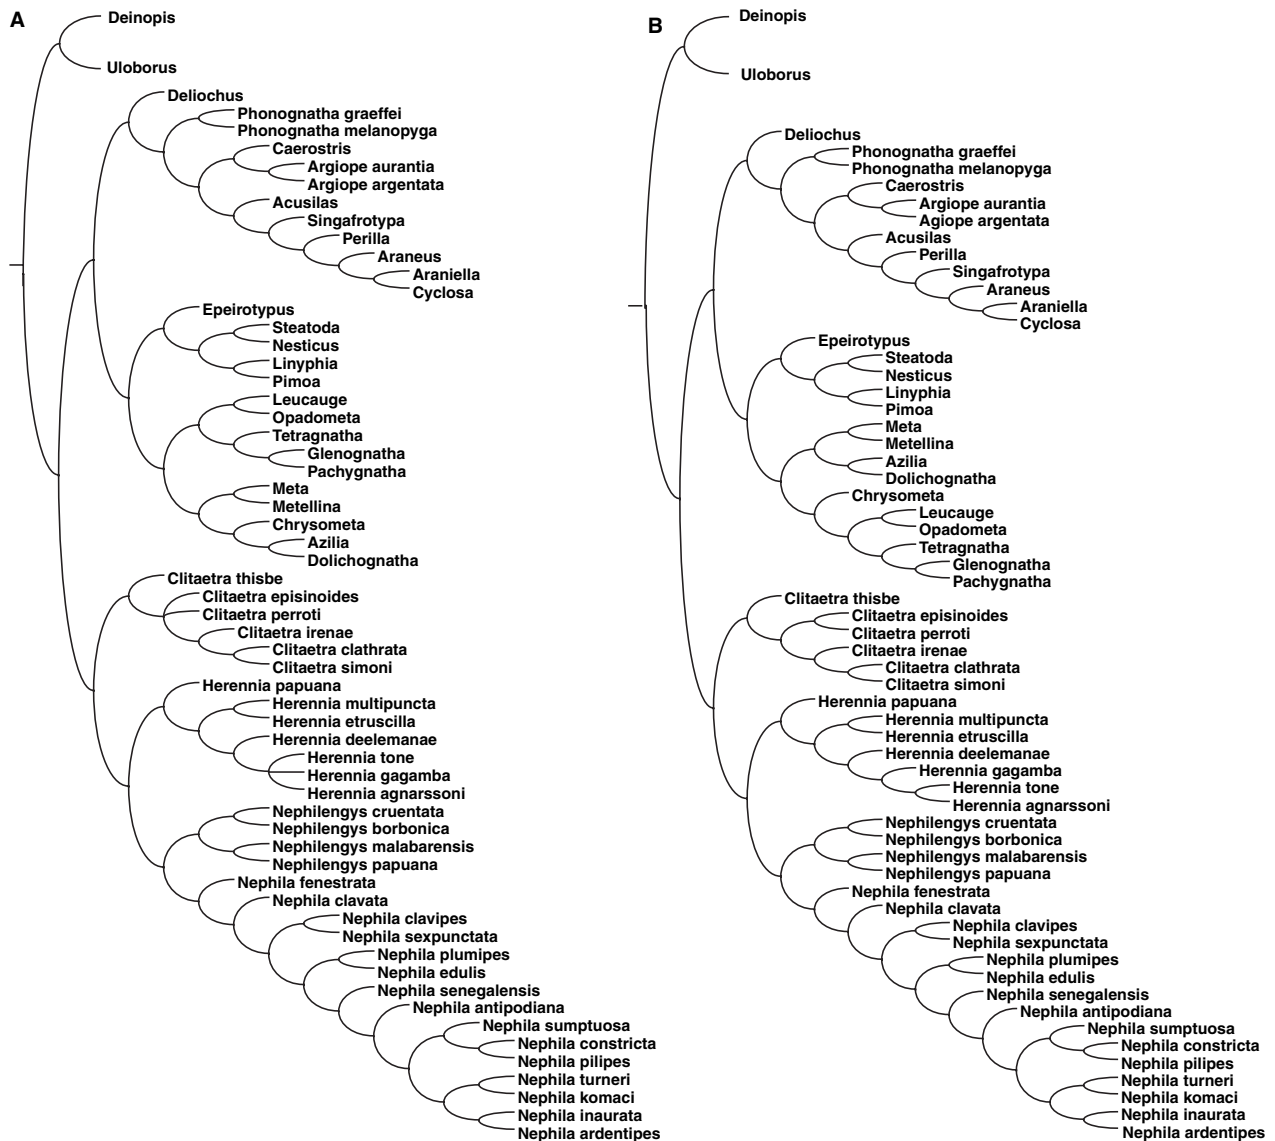 A
Deinopis
Uloborus
Deliochus
Phonognatha graeffei
Phonognatha melanopyga
Caerostris
Argiope aurantia
Argiope argentata
Acusilas
Singafrotypa
Perilla
Araneus
Araniella
Cyclosa
Epeirotypus
Steatoda
Nesticus
Linyphia
Pimoa
Leucauge
Opadometa
Tetragnatha
Glenognatha
Pachygnatha
Meta
Metellina
Chrysometa
Azilia
Dolichognatha
Clitaetra thisbe
Clitaetra episinoides
Clitaetra perroti
Clitaetra irenae
Clitaetra clathrata
Clitaetra simoni
Herennia papuana
Herennia multipuncta
Herennia etruscilla
Herennia deelemanae
Herennia tone
Herennia gagamba
Herennia agnarssoni
Nephilengys cruentata
Nephilengys borbonica
Nephilengys malabarensis
Nephilengys papuana
Nephila fenestrata
Nephila clavata
Nephila clavipes
Nephila sexpunctata
Nephila plumipes
Nephila edulis
Nephila senegalensis
Nephila antipodiana
Nephila sumptuosa
Nephila constricta
Nephila pilipes
Nephila turneri
Nephila komaci
Nephila inaurata
Nephila ardentipes
B
Deinopis
Uloborus
Deliochus
Phonognatha graeffei
Phonognatha melanopyga
Caerostris
Argiope aurantia
Agiope argentata
Acusilas
Perilla
Singafrotypa
Araneus
Araniella
Cyclosa
Epeirotypus
Steatoda
Nesticus
Linyphia
Pimoa
Meta
Metellina
Azilia
Dolichognatha
Chrysometa
Leucauge
Opadometa
Tetragnatha
Glenognatha
Pachygnatha
Clitaetra thisbe
Clitaetra episinoides
Clitaetra perroti
Clitaetra irenae
Clitaetra clathrata
Clitaetra simoni
Herennia papuana
Herennia multipuncta
Herennia etruscilla
Herennia deelemanae
Herennia gagamba
Herennia tone
Herennia agnarssoni
Nephilengys cruentata
Nephilengys borbonica
Nephilengys malabarensis
Nephilengys papuana
Nephila fenestrata
Nephila clavata
Nephila clavipes
Nephila sexpunctata
Nephila plumipes
Nephila edulis
Nephila senegalensis
Nephila antipodiana
Nephila sumptuosa
Nephila constricta
Nephila pilipes
Nephila turneri
Nephila komaci
Nephila inaurata
Nephila ardentipes